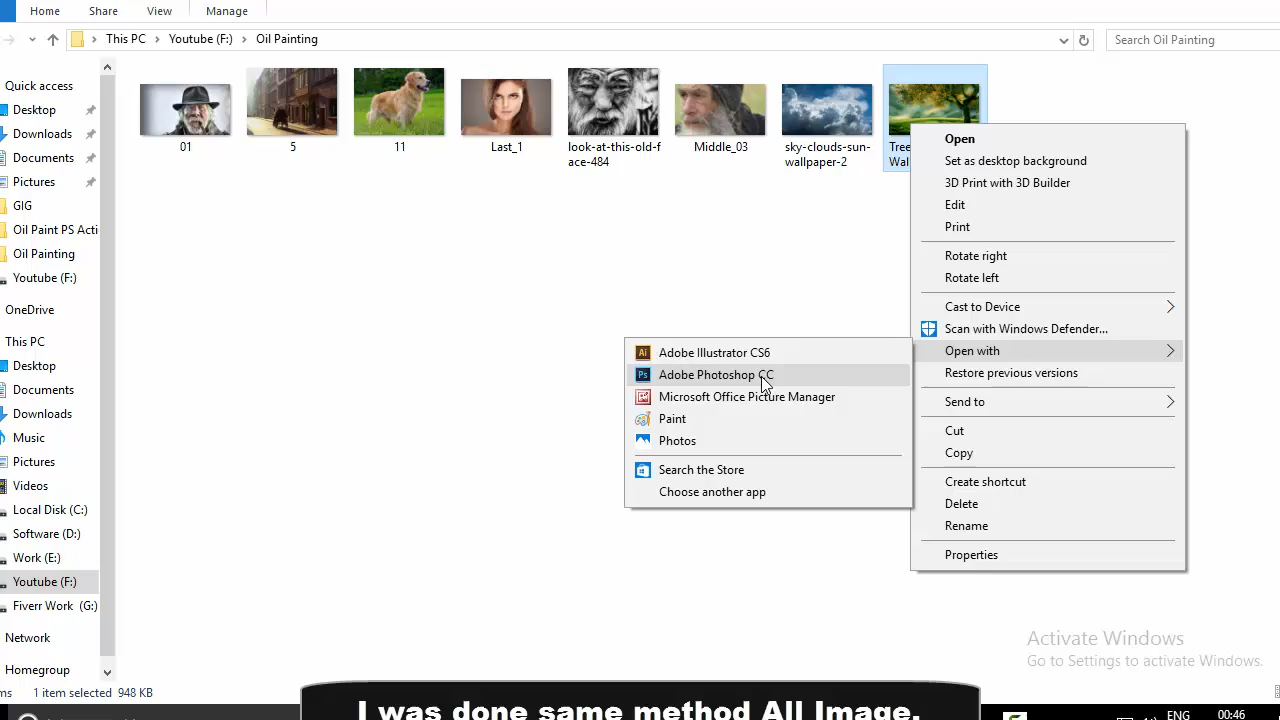 Home Share View Manage
This PC Youtube (F:) Oil Painting
Search Oil Painting
Quick access
Desktop
Downloads
Documents
Pictures
GIG
Oil Paint PS Acti
Oil Painting
Youtube (F:)
OneDrive
This PC
Desktop
Documents
Downloads
Music
Pictures
Videos
Local Disk (C:)
Software (D:)
Work (E:)
Youtube (F:)
Fiverr Work (G:)
Network
Homegroup
01
5
11
Last_1
look-at-this-old-f
ace-484
Middle_03
sky-clouds-sun-
wallpaper-2
Tree
Wal
Open
Set as desktop background
3D Print with 3D Builder
Edit
Print
Rotate right
Rotate left
Cast to Device
Scan with Windows Defender...
Open with
Restore previous versions
Send to
Cut
Copy
Create shortcut
Delete
Rename
Properties
Ai Adobe Illustrator CS6
Ps Adobe Photoshop CC
Microsoft Office Picture Manager
Paint
Photos
Search the Store
Choose another app
Activate Windows
Go to Settings to activate Windows.
ms 1 item selected 948 KB
I was done same method All Image.
ENG 00:46